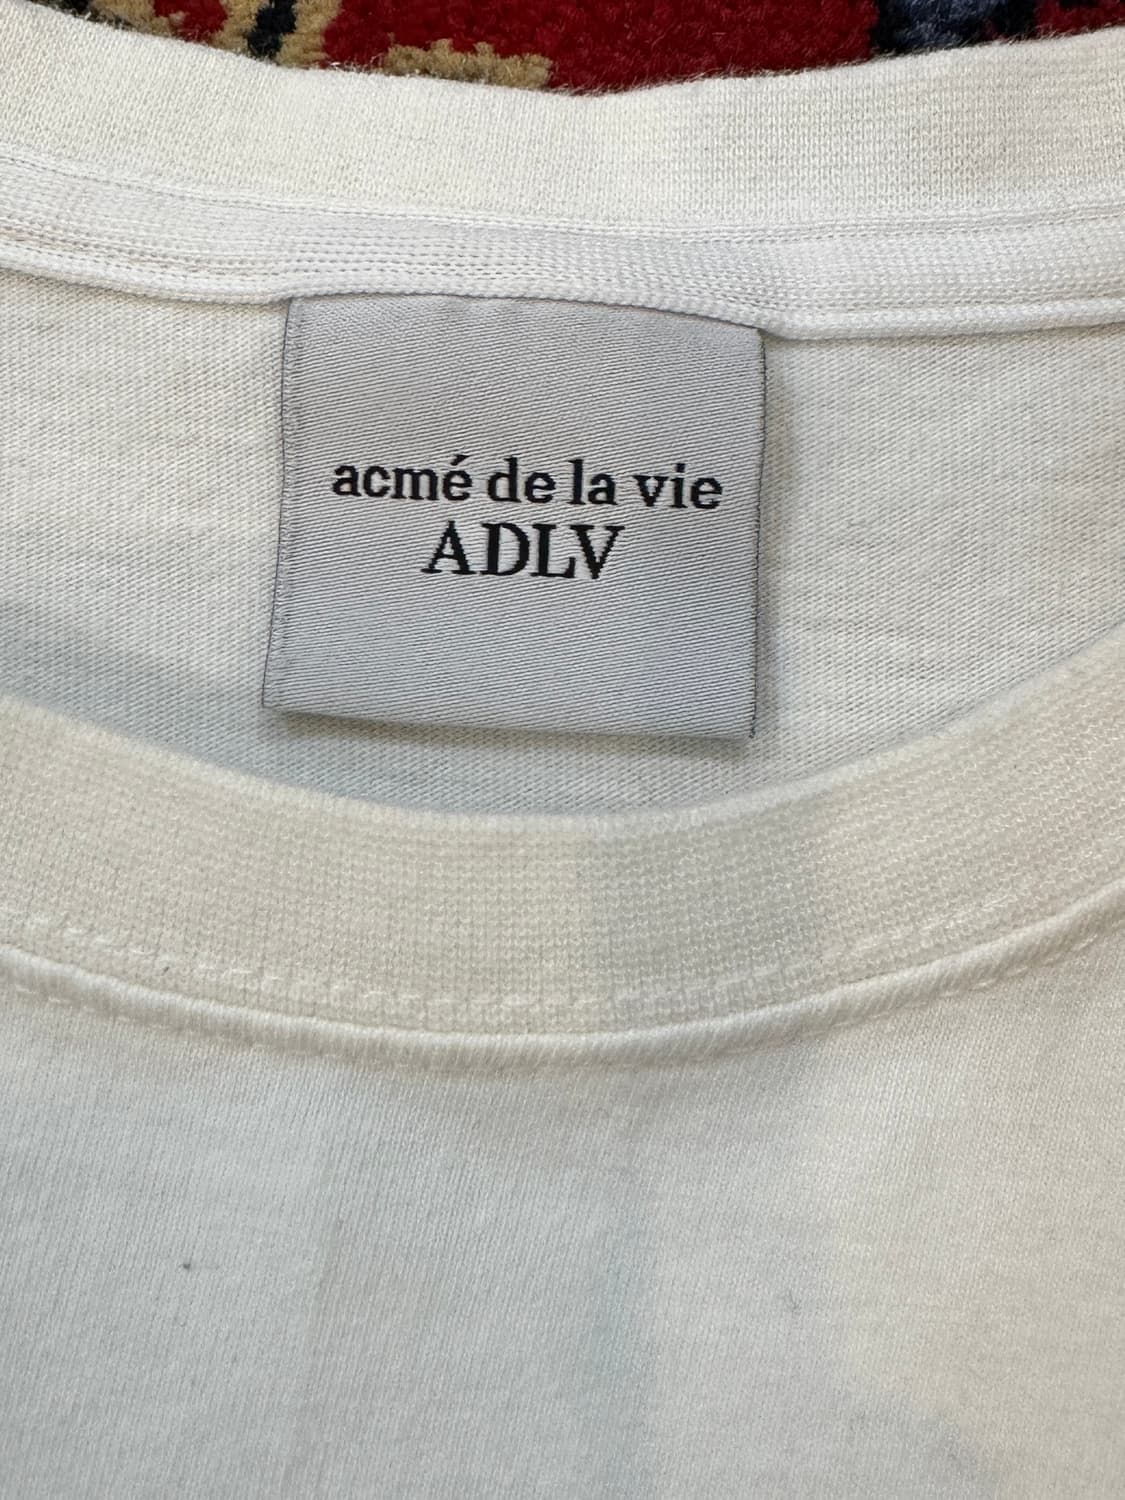 acmé de la vie
ADLV